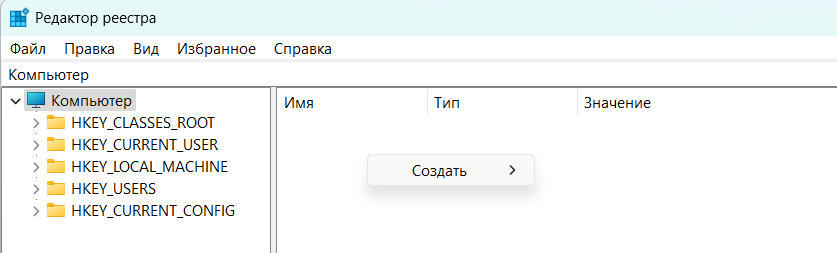 Редактор реестра
Файл Правка Вид Избранное Справка
Компьютер
Компьютер
HKEY_CLASSES_ROOT
HKEY_CURRENT_USER
HKEY_LOCAL_MACHINE
HKEY_USERS
HKEY_CURRENT_CONFIG
Имя Тип Значение
Создать